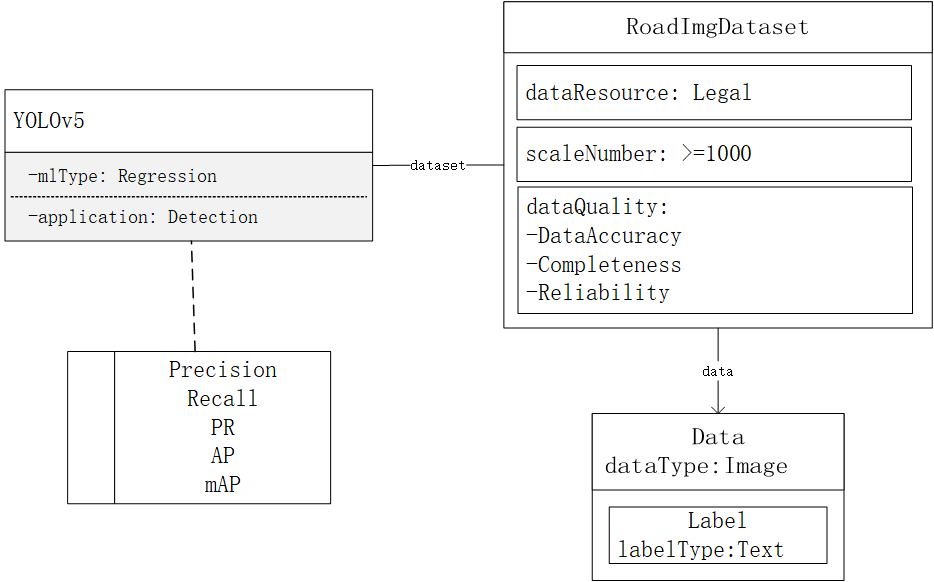 RoadImgDataset
dataResource: Legal
scaleNumber: >=1000
dataQuality:
-DataAccuracy
-Completeness
-Reliability
YOLOv5
-mlType: Regression
-application: Detection
dataset
Precision
Recall
PR
AP
mAP
data
Data
dataType:Image
Label
labelType:Text